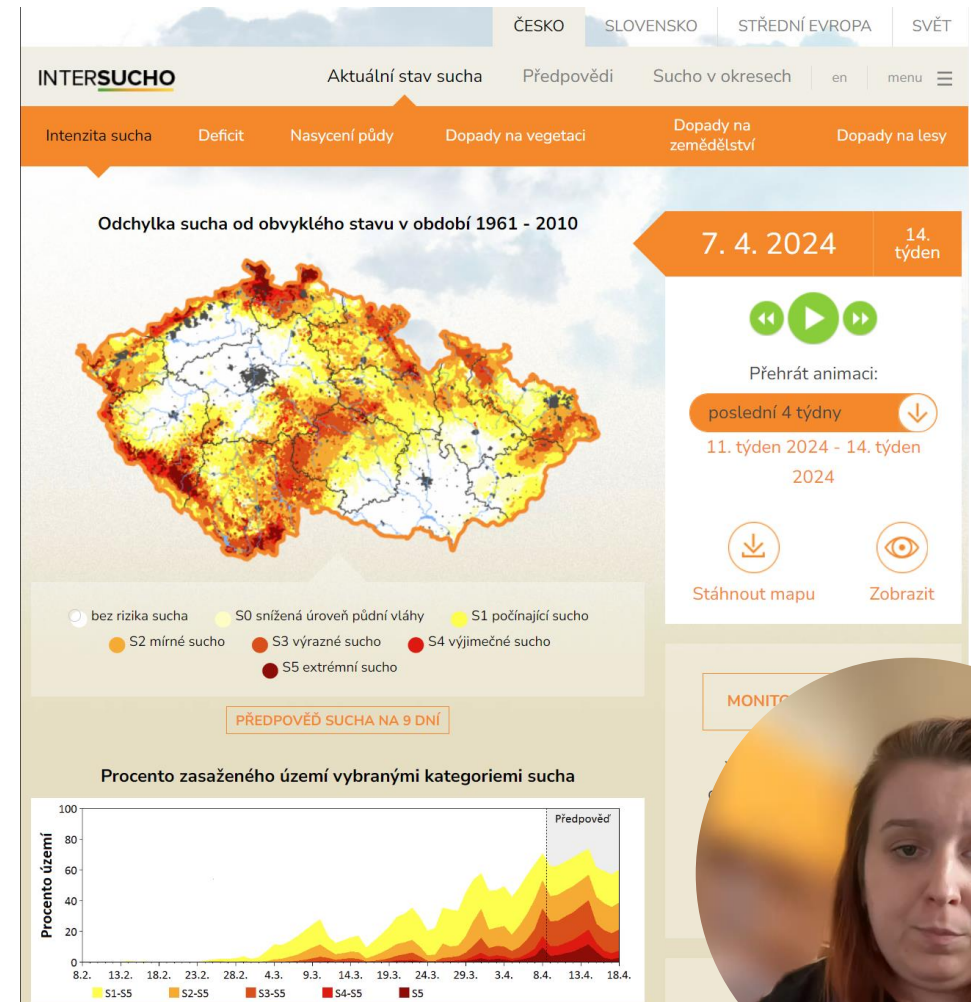 ČESKO SLOVENSKO STŘEDNÍ EVROPA SVĚT
INTERSUCHO Aktuální stav sucha Předpovědi Sucho v okresech en menu
Intenzita sucha Deficit Nasycení půdy Dopady na vegetaci Dopady na zemědělství Dopady na lesy
Odchylka sucha od obvyklého stavu v období 1961 - 2010
7. 4. 2024
14.
týden
Přehrát animaci:
poslední 4 týdny
11. týden 2024 - 14. týden
2024
Stáhnout mapu Zobrazit
bez rizika sucha S0 snížená úroveň půdní vláhy S1 počínající sucho
S2 mírné sucho S3 výrazné sucho S4 výjimečné sucho
S5 extrémní sucho
PŘEDPOVĚĎ SUCHA NA 9 DNÍ
Procento zasaženého území vybranými kategoriemi sucha
Procento území
100
80
60
40
20
0
Předpověď
8.2. 13.2. 18.2. 23.2. 28.2. 4.3. 9.3. 14.3. 19.3. 24.3. 29.3. 3.4. 8.4. 13.4. 18.4.
S1-S5 S2-S5 S3-S5 S4-S5 S5